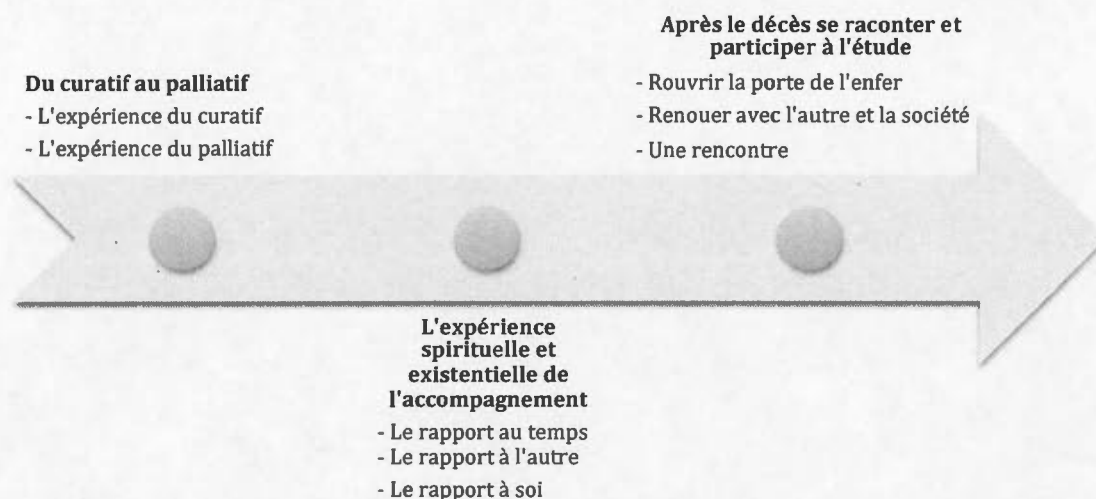 Du curatif au palliatif
- L'expérience du curatif
- L'expérience du palliatif
L'expérience
spirituelle et
existentielle de
l'accompagnement
- Le rapport au temps
- Le rapport à l'autre
- Le rapport à soi
Après le décès se raconter et
participer à l'étude
- Rouvrir la porte de l'enfer
- Renouer avec l'autre et la société
- Une rencontre